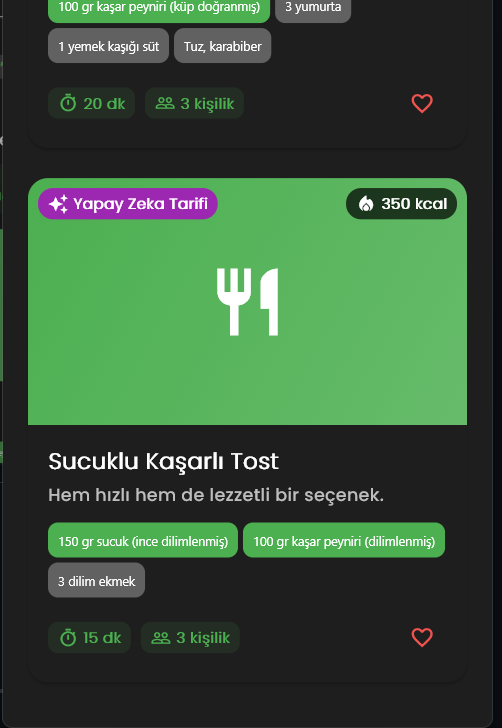 100 gr kaşar peyniri (küp doğranmış) 3 yumurta
1 yemek kaşığı süt Tuz, karabiber
20 dk 3 kişilik
Yapay Zeka Tarifi 350 kcal
Sucuklu Kaşarlı Tost
Hem hızlı hem de lezzetli bir seçenek.
150 gr sucuk (ince dilimlenmiş) 100 gr kaşar peyniri (dilimlenmiş)
3 dilim ekmek
15 dk 3 kişilik